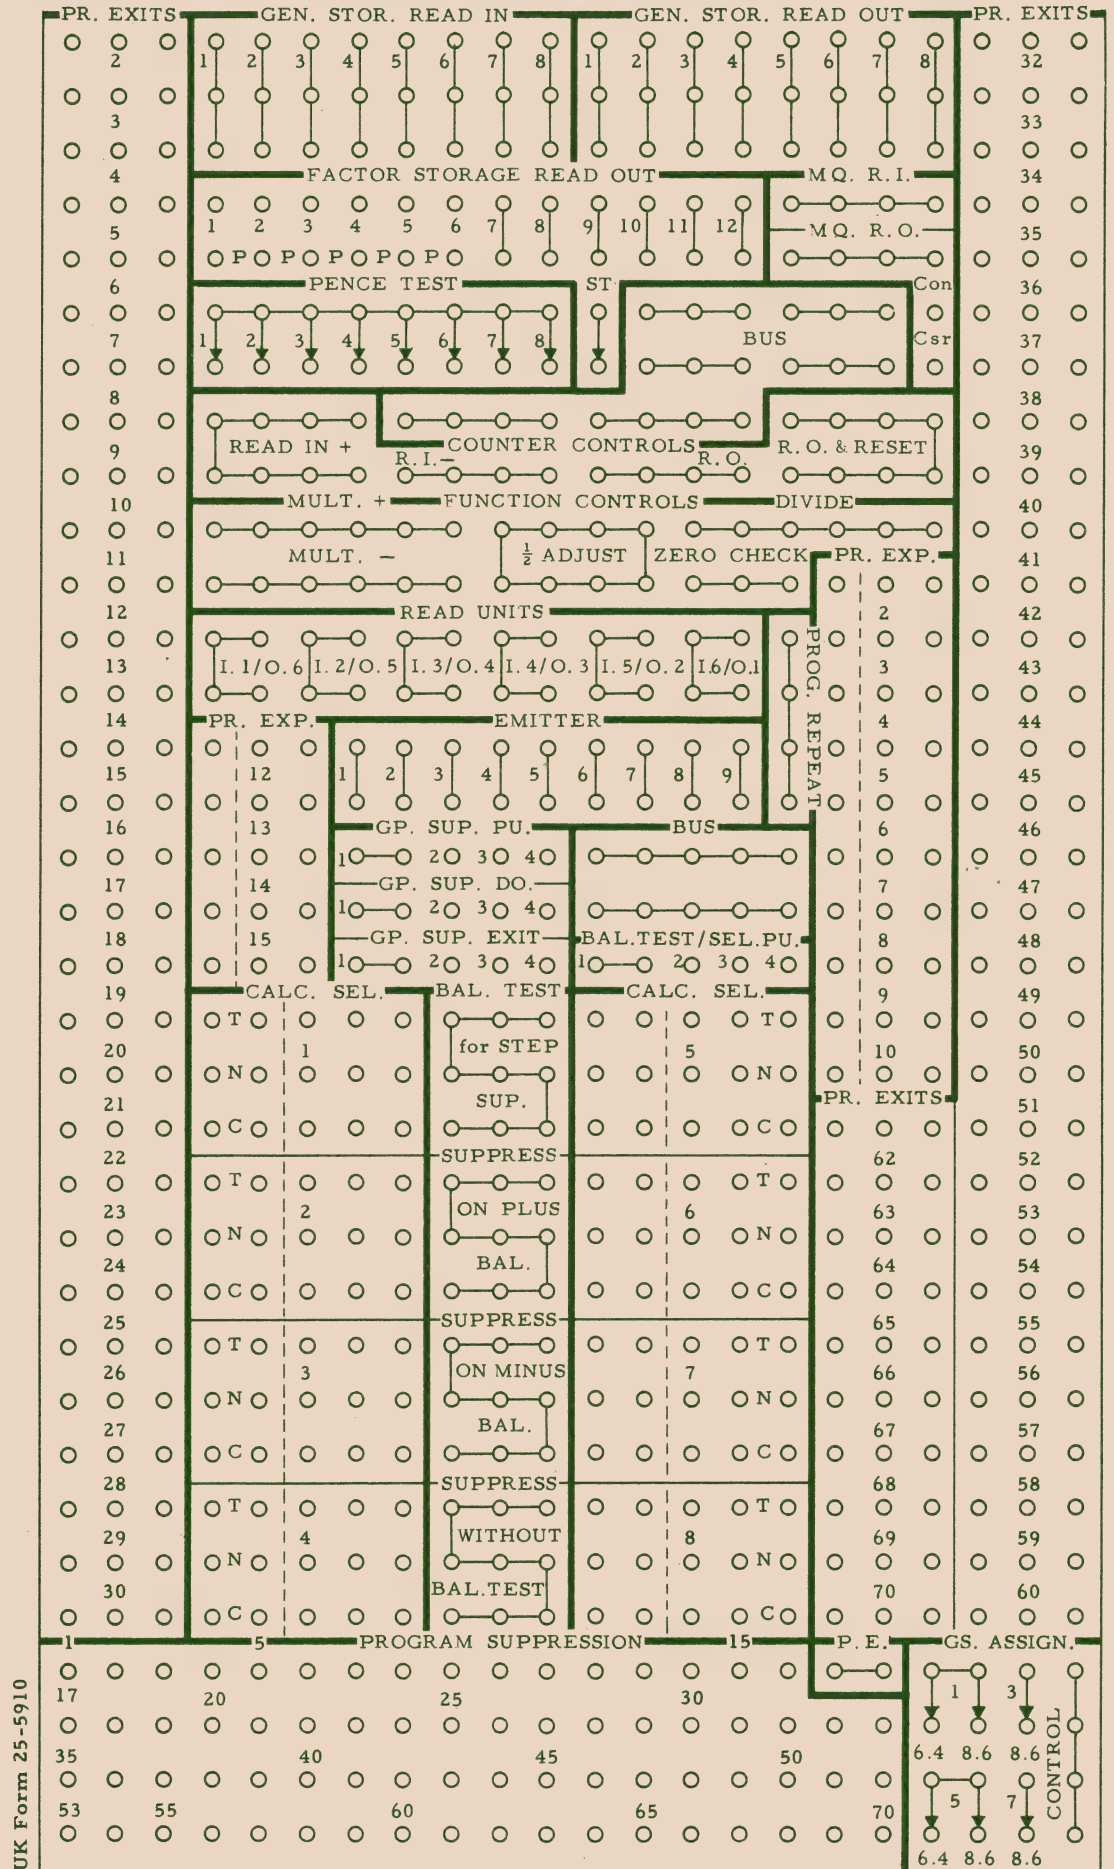 PR. EXITS GEN. STOR. READ IN GEN. STOR. READ OUT PR. EXITS
2 1 2 3 4 5 6 7 8 1 2 3 4 5 6 7 8 32
3 33
4 FACTOR STORAGE READ OUT MQ. R.I. 34
5 1 2 3 4 5 6 7 8 9 10 11 12 MQ. R.O. 35
P P P P P
6 PENCE TEST ST Con 36
7 1 2 3 4 5 6 7 8 BUS Csr 37
8 38
9 READ IN + COUNTER CONTROLS R.O. & RESET 39
R.I.- R.O.
10 MULT. + FUNCTION CONTROLS DIVIDE 40
11 MULT. - ½ ADJUST ZERO CHECK PR. EXP. 41
12 READ UNITS 2 42
13 I. 1/O. 6 I. 2/O. 5 I. 3/O. 4 I. 4/O. 3 I. 5/O. 2 I.6/O.1 3 43
PROG. REPEAT
14 PR. EXP. EMITTER 4 44
15 12 1 2 3 4 5 6 7 8 9 5 45
16 13 GP. SUP. PU. BUS 6 46
1 2 3 4
17 14 GP. SUP. DO. 7 47
1 2 3 4
18 15 GP. SUP. EXIT BAL.TEST/SEL.PU. 8 48
1 2 3 4 1 2 3 4
19 CALC. SEL. BAL. TEST CALC. SEL. 9 49
T T
20 1 for STEP 5 10 50
N N
21 SUP. PR. EXITS 51
C C
22 SUPPRESS 62 52
T T
23 2 ON PLUS 6 63 53
N N
24 BAL. 64 54
C C
25 SUPPRESS 65 55
T T
26 3 ON MINUS 7 66 56
N N
27 BAL. 67 57
C C
28 SUPPRESS 68 58
T T
29 4 WITHOUT 8 69 59
N N
30 BAL.TEST 70 60
C C
1 5 PROGRAM SUPPRESSION 15 P.E. GS. ASSIGN.
17 20 25 30 1 3
35 40 45 50 6.4 8.6 8.6
CONTROL
53 55 60 65 70 5 7
6.4 8.6 8.6
UK Form 25-5910